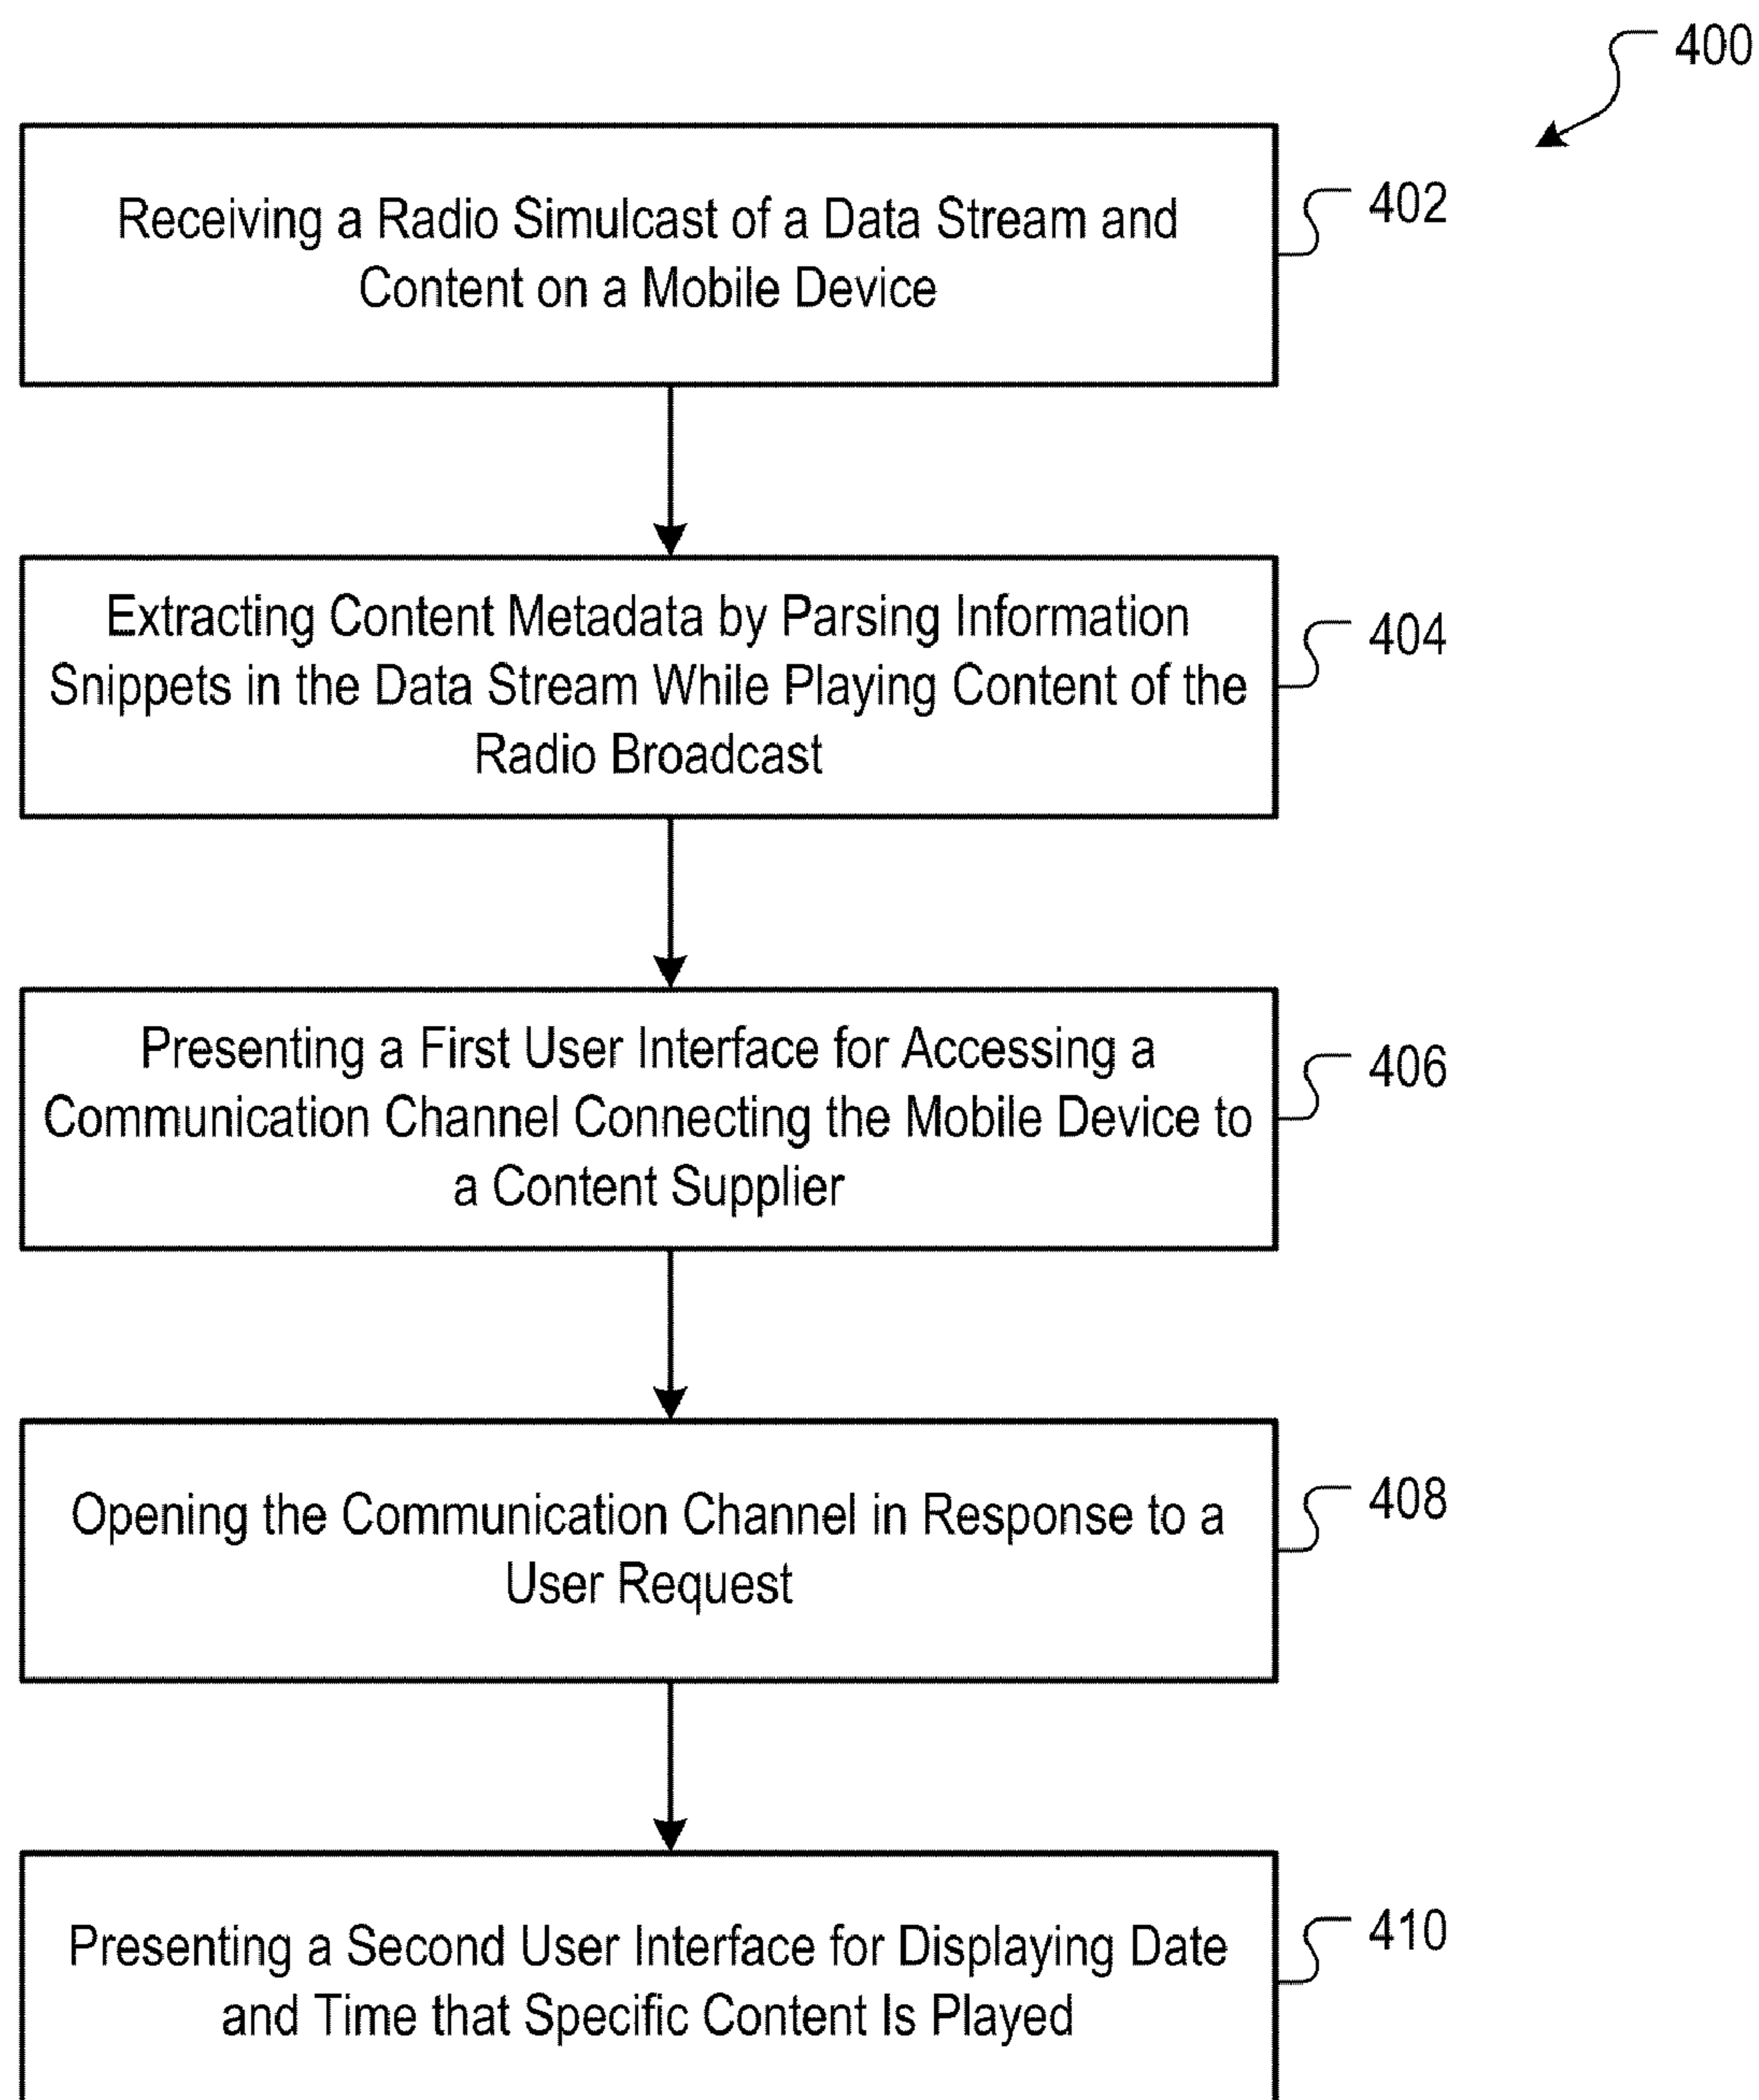 400
Receiving a Radio Simulcast of a Data Stream and
Content on a Mobile Device
402
Extracting Content Metadata by Parsing Information
Snippets in the Data Stream While Playing Content of the
Radio Broadcast
404
Presenting a First User Interface for Accessing a
Communication Channel Connecting the Mobile Device to
a Content Supplier
406
Opening the Communication Channel in Response to a
User Request
408
Presenting a Second User Interface for Displaying Date
and Time that Specific Content Is Played
410